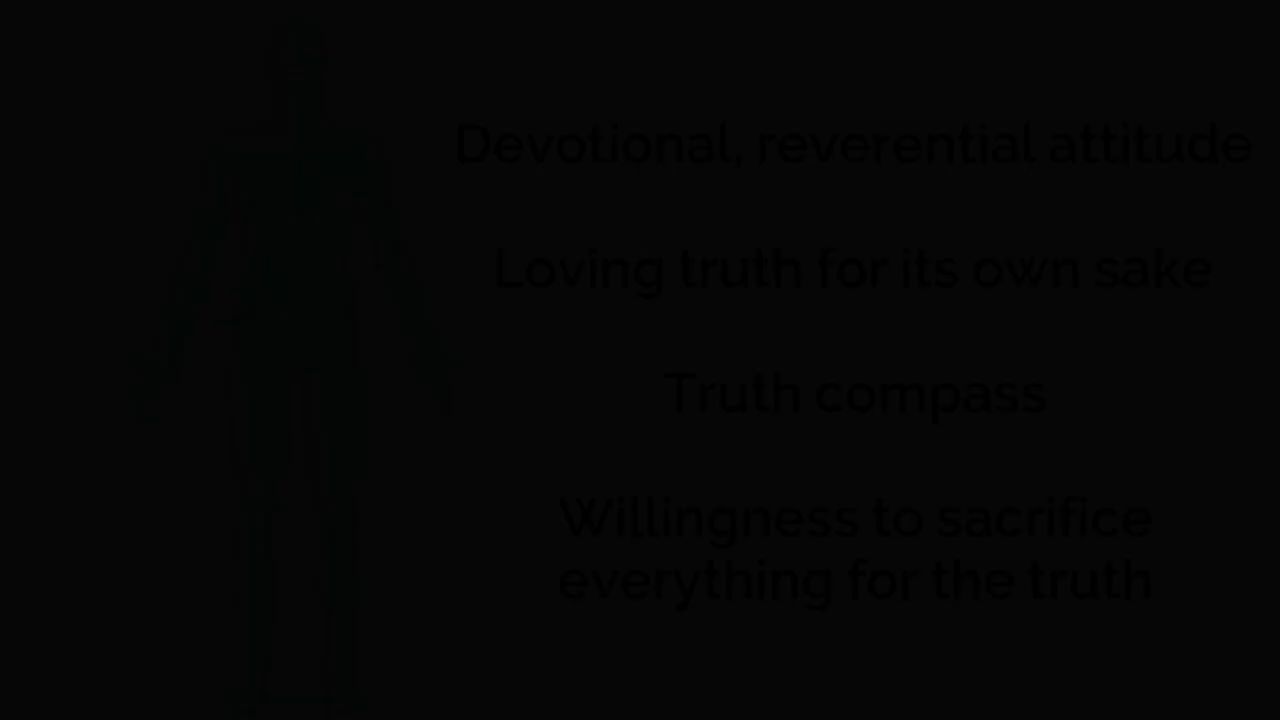 Devotional, reverential attitude
Loving truth for its own sake
Truth compass
Willingness to sacrifice
everything for the truth